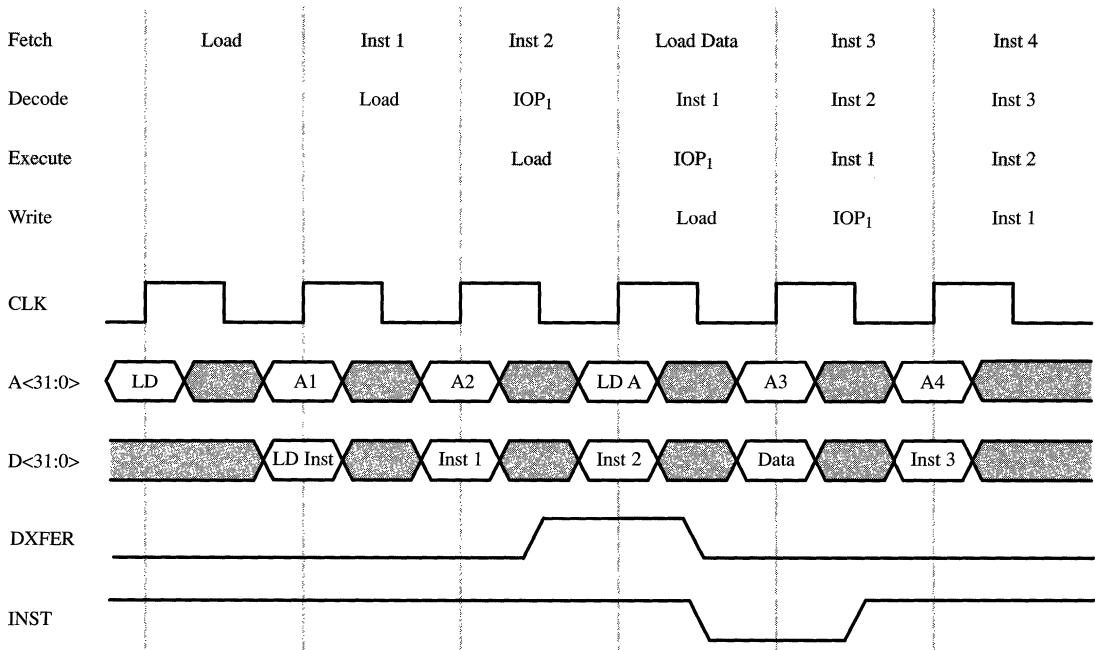 Fetch Load Inst 1 Inst 2 Load Data Inst 3 Inst 4
Decode Load IOP1 Inst 1 Inst 2 Inst 3
Execute Load IOP1 Inst 1 Inst 2
Write Load IOP1 Inst 1
CLK
A<31:0> LD A1 A2 LD A A3 A4
D<31:0> LD Inst Inst 1 Inst 2 Data Inst 3
DXFER
INST